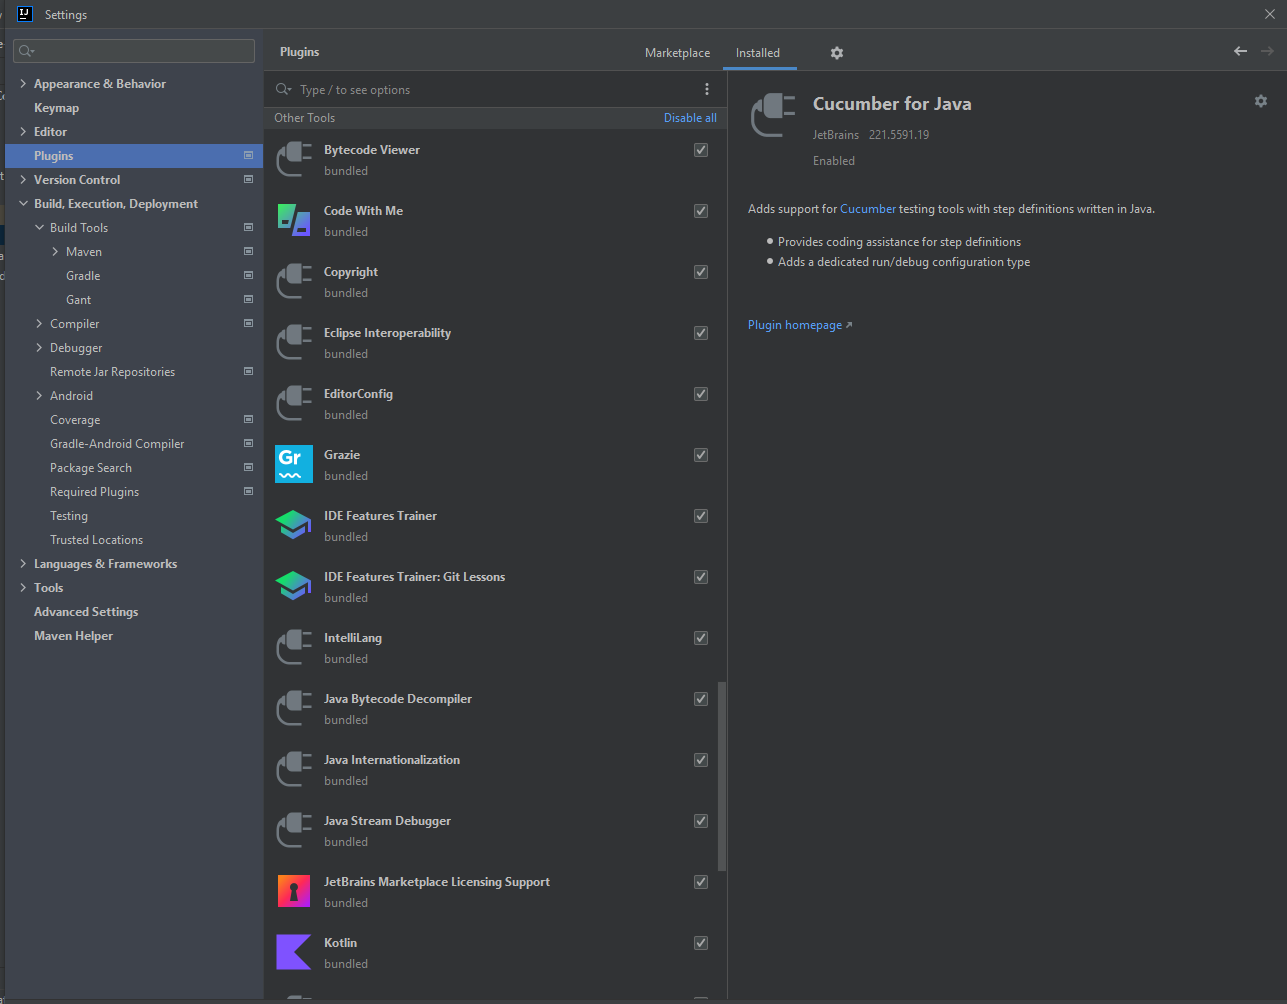 Settings
Appearance & Behavior
Keymap
Editor
Plugins
Version Control
Build, Execution, Deployment
Build Tools
Maven
Gradle
Gant
Compiler
Debugger
Remote Jar Repositories
Android
Coverage
Gradle-Android Compiler
Package Search
Required Plugins
Testing
Trusted Locations
Languages & Frameworks
Tools
Advanced Settings
Maven Helper
Plugins
Marketplace
Installed
Type / to see options
Other Tools
Disable all
Bytecode Viewer
bundled
Code With Me
bundled
Copyright
bundled
Eclipse Interoperability
bundled
EditorConfig
bundled
Gr
Grazie
bundled
IDE Features Trainer
bundled
IDE Features Trainer: Git Lessons
bundled
IntelliLang
bundled
Java Bytecode Decompiler
bundled
Java Internationalization
bundled
Java Stream Debugger
bundled
JetBrains Marketplace Licensing Support
bundled
Kotlin
bundled
Cucumber for Java
JetBrains 221.5591.19
Enabled
Adds support for Cucumber testing tools with step definitions written in Java.
• Provides coding assistance for step definitions
• Adds a dedicated run/debug configuration type
Plugin homepage ↗